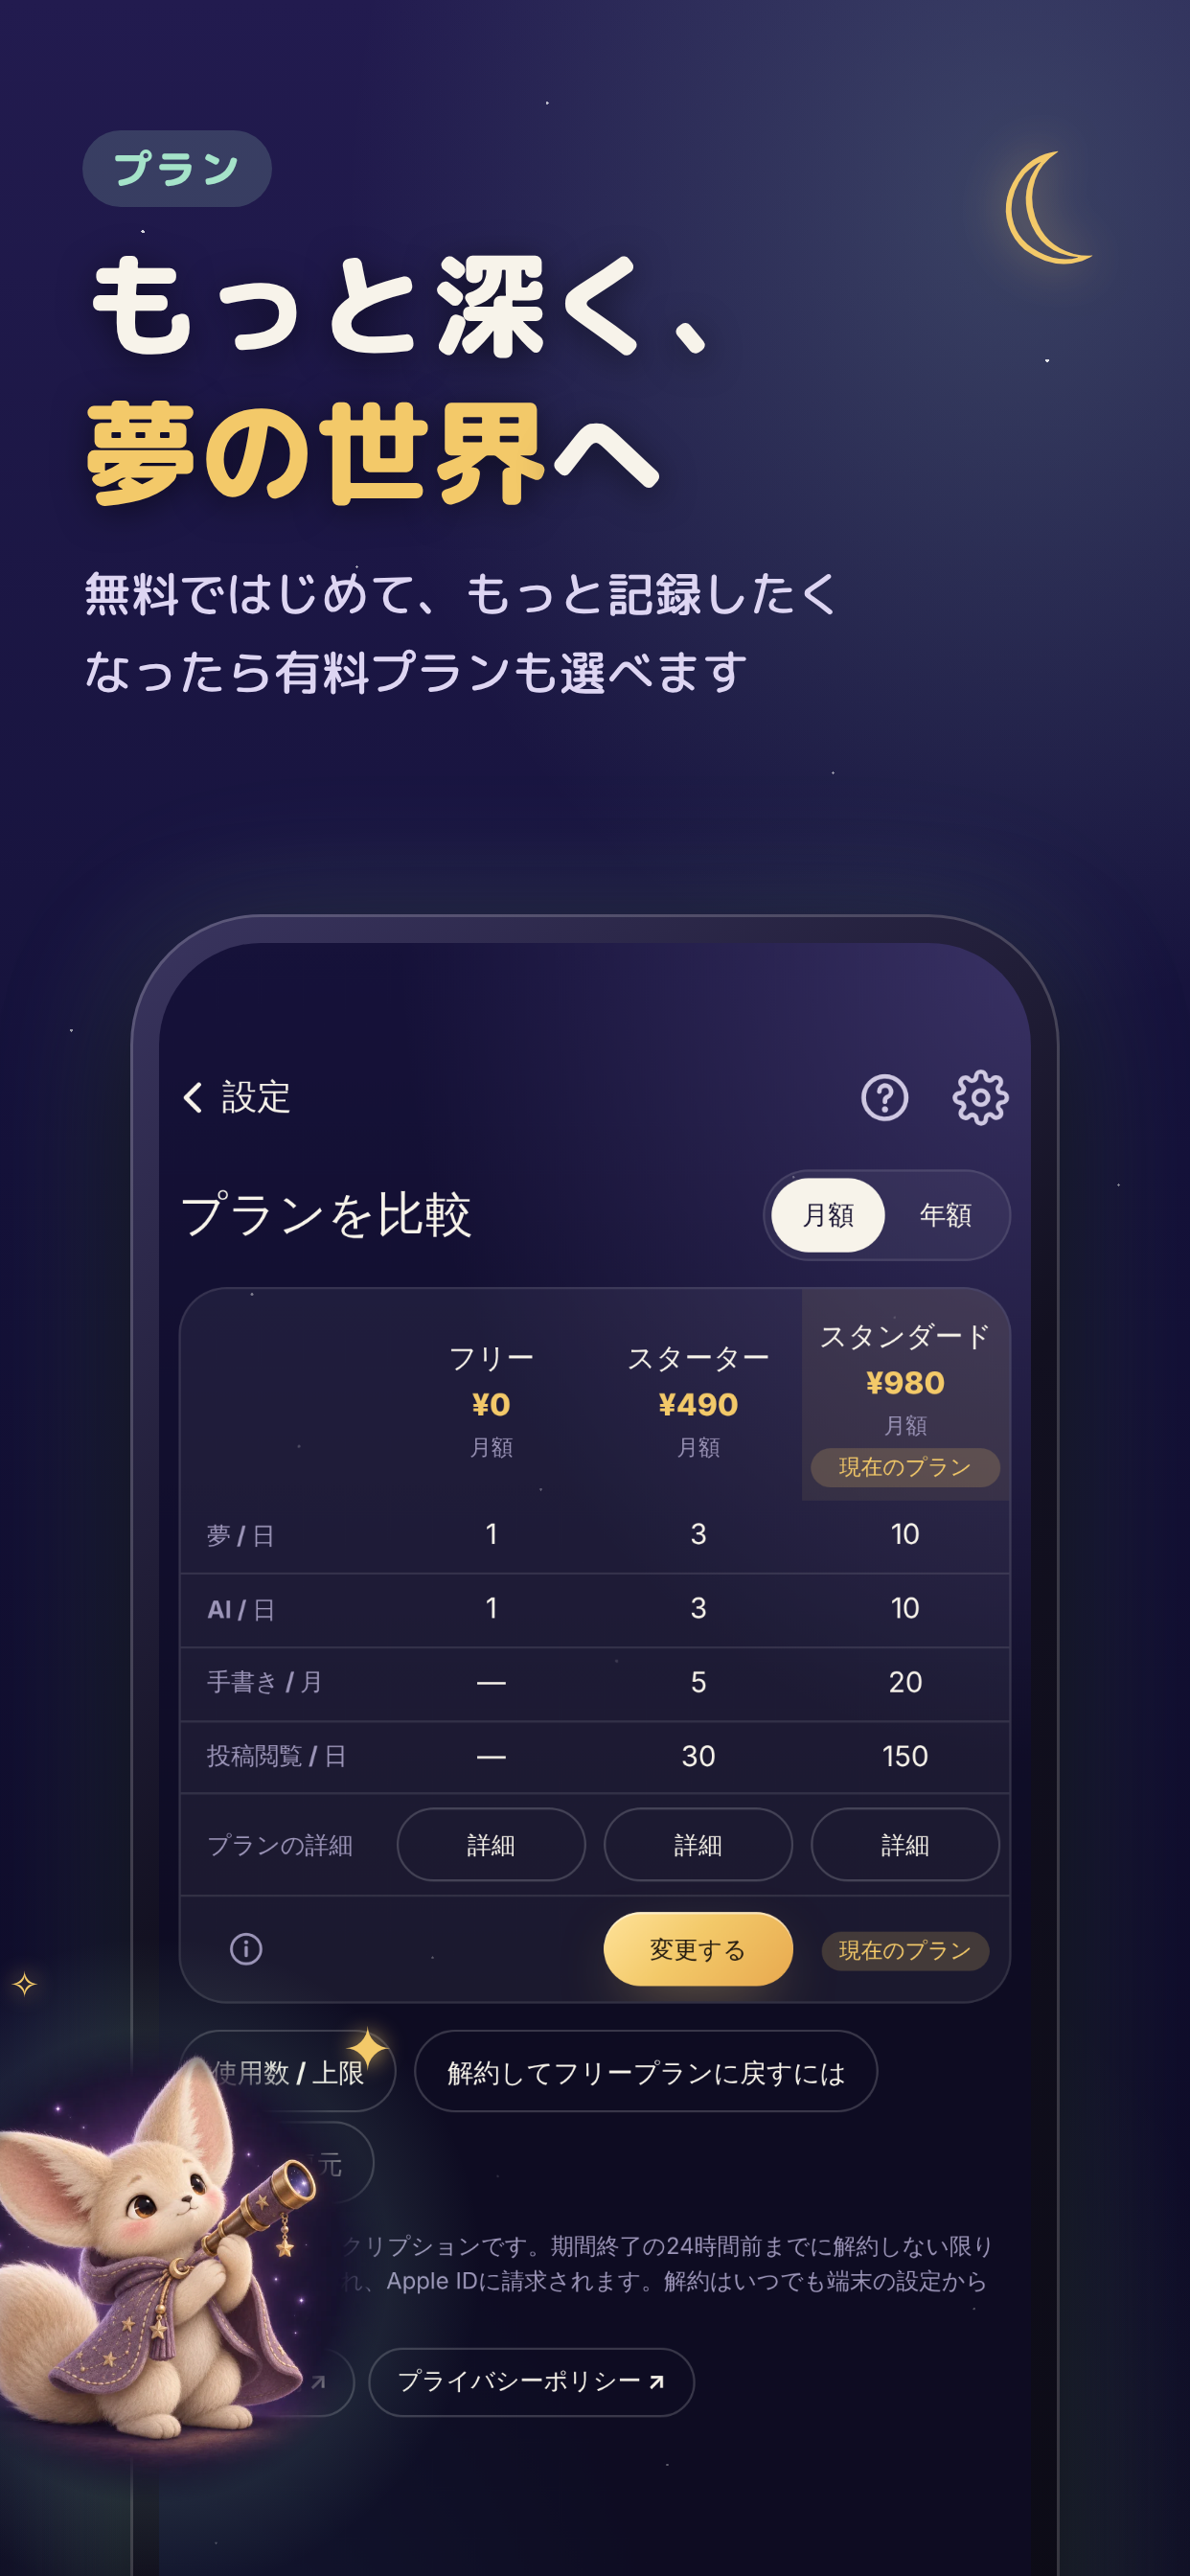 プラン
もっと深く、
夢の世界へ
無料ではじめて、もっと記録したく
なったら有料プランも選べます
設定
プランを比較
月額 年額
フリー スターター スタンダード
¥0 ¥490 ¥980
月額 月額 月額
現在のプラン
夢 / 日 1 3 10
AI / 日 1 3 10
手書き / 月 — 5 20
投稿閲覧 / 日 — 30 150
プランの詳細 詳細 詳細 詳細
変更する 現在のプラン
使用数 / 上限 解約してフリープランに戻すには
元
クリプションです。期間終了の24時間前までに解約しない限り
れ、Apple IDに請求されます。解約はいつでも端末の設定から
プライバシーポリシー